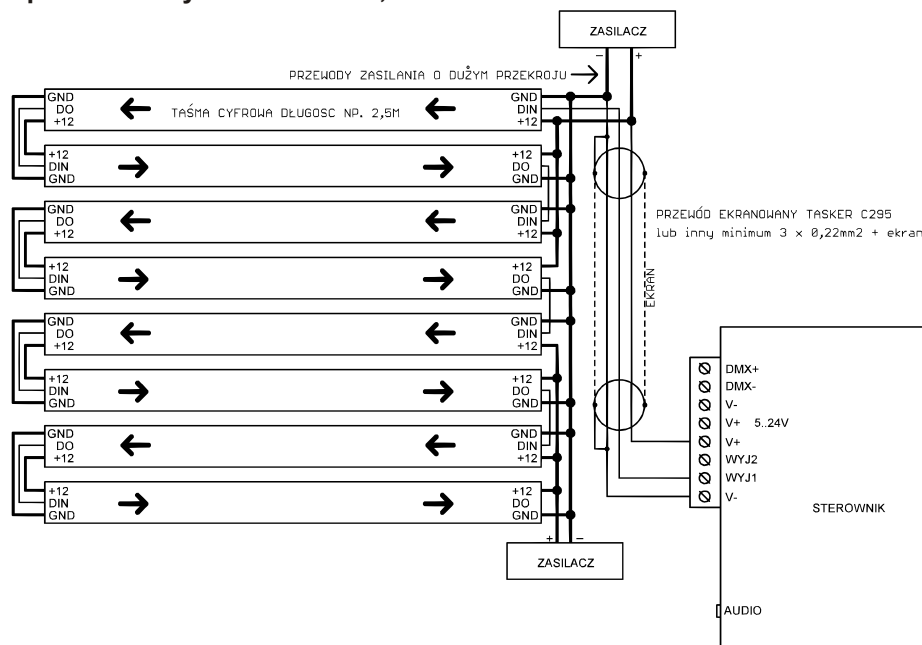 ZASILACZ
- +
PRZEWODY ZASILANIA O DUŻYM PRZEKROJU
GND GND
DO TAŚMA CYFROWA DŁUGOSC NP. 2,5M DIN
+12 +12
+12 +12
DIN DO
GND GND
GND GND
DO DIN
+12 +12
+12 +12
DIN DO
GND GND
GND GND
DO DIN
+12 +12
+12 +12
DIN DO
GND GND
GND GND
DO DIN
+12 +12
+12 +12
DIN DO
GND GND
+ -
ZASILACZ
PRZEWÓD EKRANOWANY TASKER C295
lub inny minimum 3 x 0,22mm2 + ekran
EKRAN
DMX+
DMX-
V-
V+ 5..24V
V+
WYJ2
WYJ1
V-
STEROWNIK
AUDIO